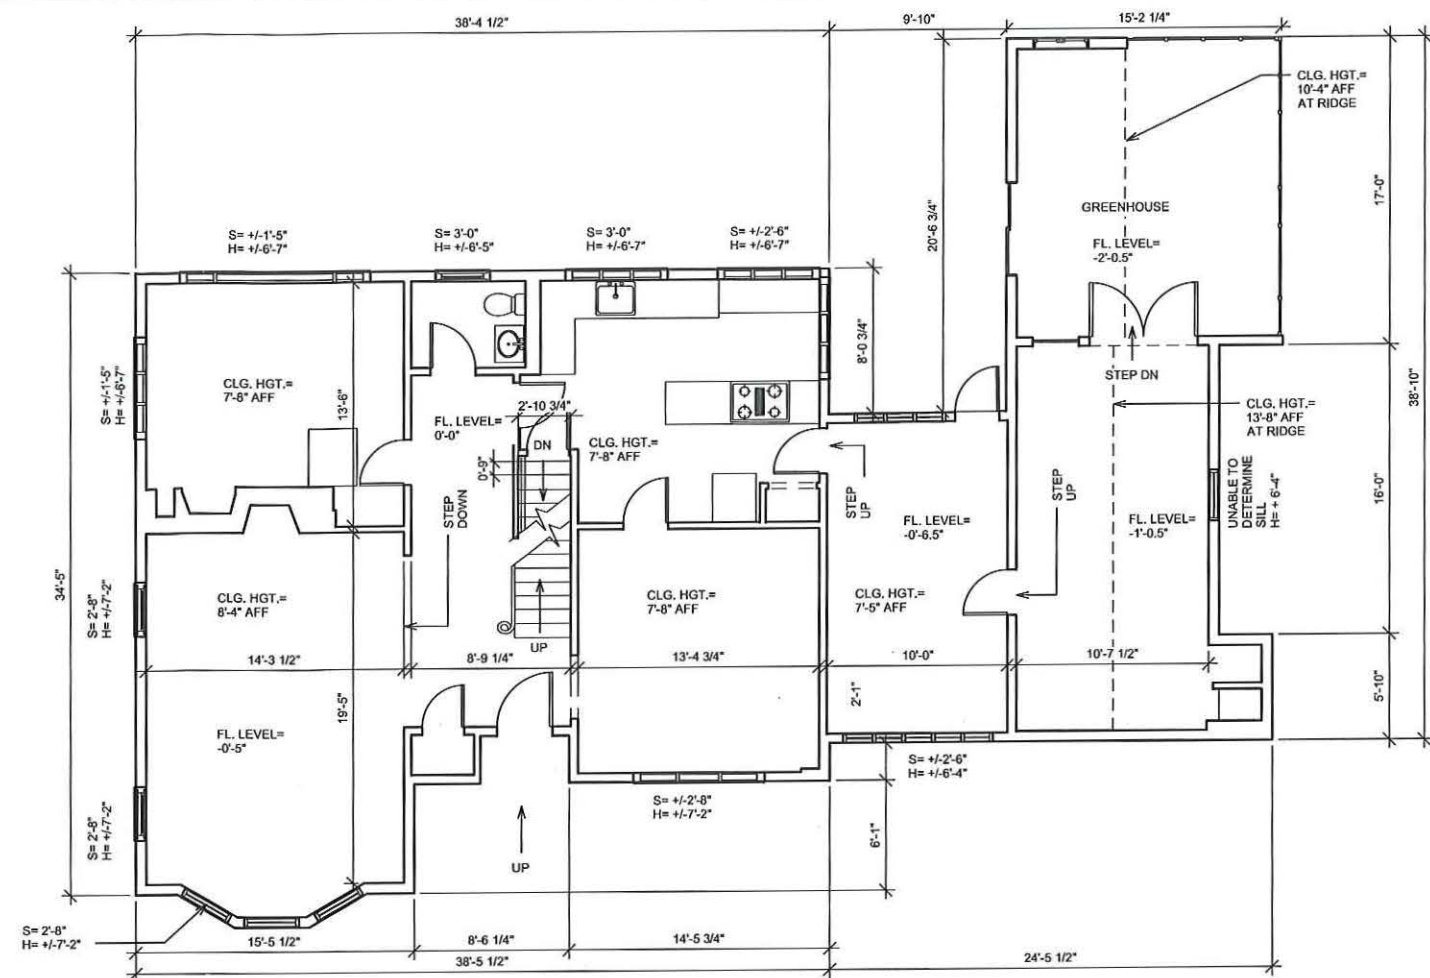 38'-4 1/2"
9'-10"
15'-2 1/4"
CLG. HGT.=
10'-4" AFF
AT RIDGE
20'-6 3/4"
17'-0"
GREENHOUSE
FL. LEVEL=
-2'-0.5"
S= +/-1'-5"
H= +/-6'-7"
S= 3'-0"
H= +/-6'-5"
S= 3'-0"
H= +/-6'-7"
S= +/-2'-6"
H= +/-6'-7"
8'-0 3/4"
S= +/-1'-5"
H= +/-6'-7"
CLG. HGT.=
7'-8" AFF
13'-6"
FL. LEVEL=
0'-0"
2'-10 3/4"
DN
0'-9"
CLG. HGT.=
7'-8" AFF
STEP DN
CLG. HGT.=
13'-8" AFF
AT RIDGE
38'-10"
STEP
DOWN
STEP
UP
STEP
UP
FL. LEVEL=
-0'-6.5"
FL. LEVEL=
-1'-0.5"
UNABLE TO
DETERMINE
SILL
H= + 6'-4"
16'-0"
34'-5"
S= 2'-8"
H= +/-7'-2"
CLG. HGT.=
8'-4" AFF
CLG. HGT.=
7'-8" AFF
CLG. HGT.=
7'-5" AFF
UP
14'-3 1/2"
8'-9 1/4"
13'-4 3/4"
10'-0"
10'-7 1/2"
19'-5"
2'-1"
5'-10"
FL. LEVEL=
-0'-5"
S= +/-2'-6"
H= +/-6'-4"
S= +/-2'-8"
H= +/-7'-2"
S= 2'-8"
H= +/-7'-2"
6'-1"
UP
S= 2'-8"
H= +/-7'-2"
15'-5 1/2"
8'-6 1/4"
14'-5 3/4"
38'-5 1/2"
24'-5 1/2"